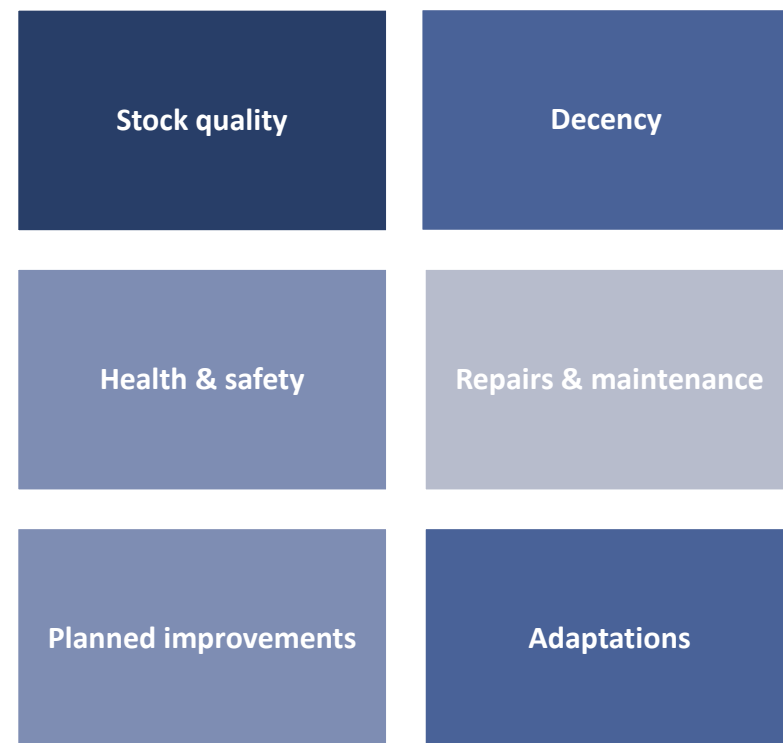 Stock quality
Decency
Health & safety
Repairs & maintenance
Planned improvements
Adaptations